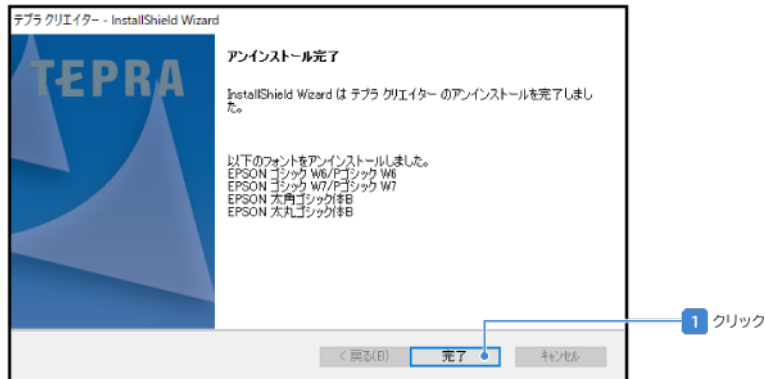 テプラ クリエイター - InstallShield Wizard
TEPRA
アンインストール完了
InstallShield Wizard は テプラ クリエイター のアンインストールを完了しまし
た。
以下のフォントをアンインストールしました。
EPSON ゴシック W6/Pゴシック W6
EPSON ゴシック W7/Pゴシック W7
EPSON 太角ゴシック体B
EPSON 太丸ゴシック体B
1 クリック
< 戻る(B) 完了 キャンセル